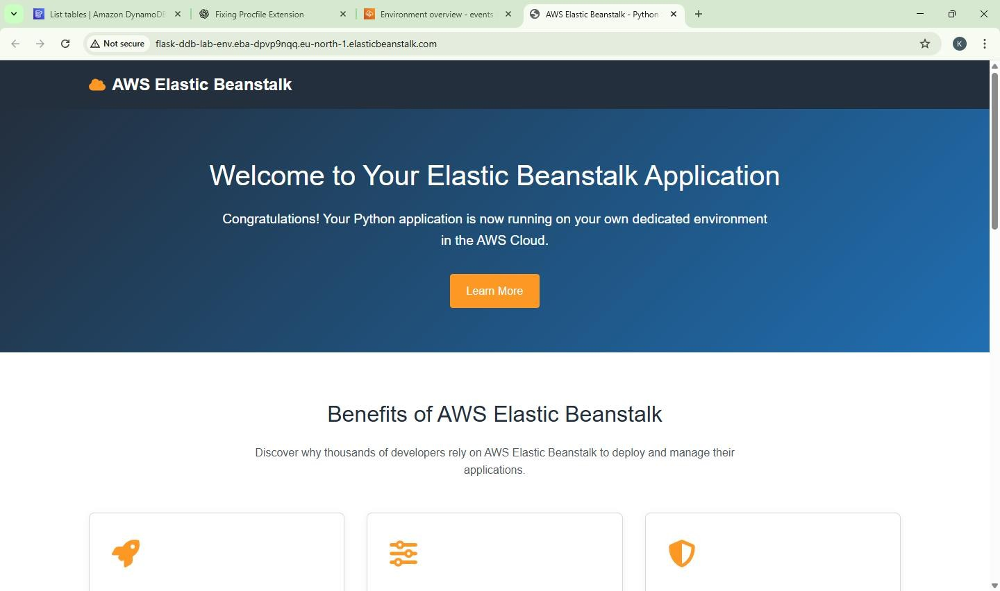 List tables | Amazon DynamoDB
Fixing Procfile Extension
Environment overview - events
AWS Elastic Beanstalk - Python
Not secure
flask-ddb-lab-env.eba-dpvp9nqq.eu-north-1.elasticbeanstalk.com
K
AWS Elastic Beanstalk
Welcome to Your Elastic Beanstalk Application
Congratulations! Your Python application is now running on your own dedicated environment
in the AWS Cloud.
Learn More
Benefits of AWS Elastic Beanstalk
Discover why thousands of developers rely on AWS Elastic Beanstalk to deploy and manage their
applications.